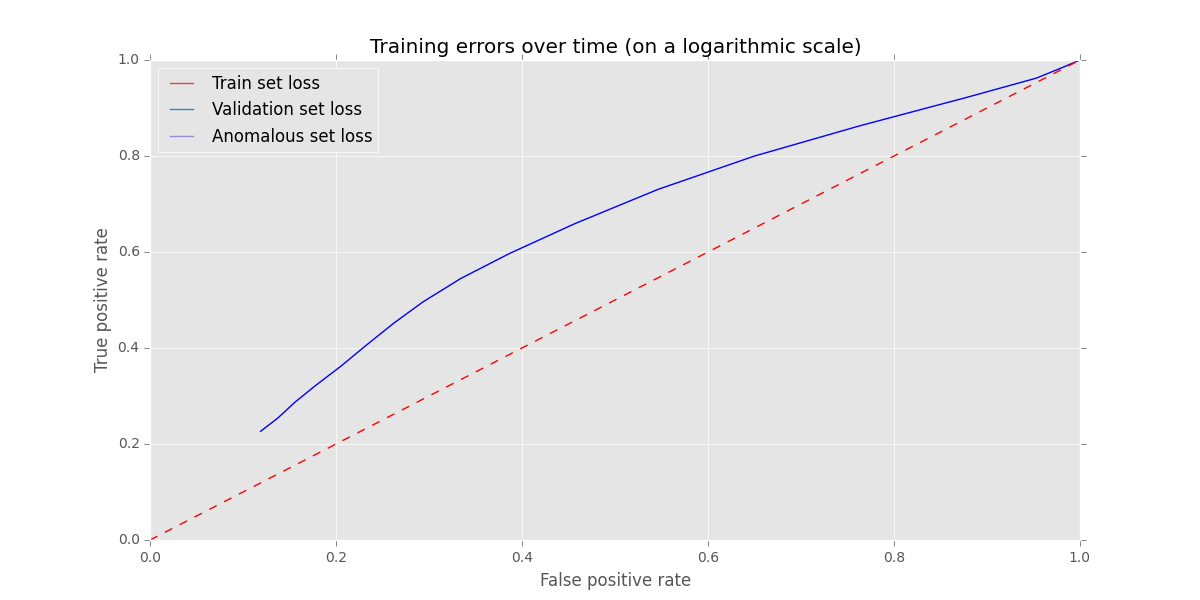 Training errors over time (on a logarithmic scale)
Train set loss
Validation set loss
Anomalous set loss
True positive rate
1.0
0.8
0.6
0.4
0.2
0.0
0.0 0.2 0.4 0.6 0.8 1.0
False positive rate